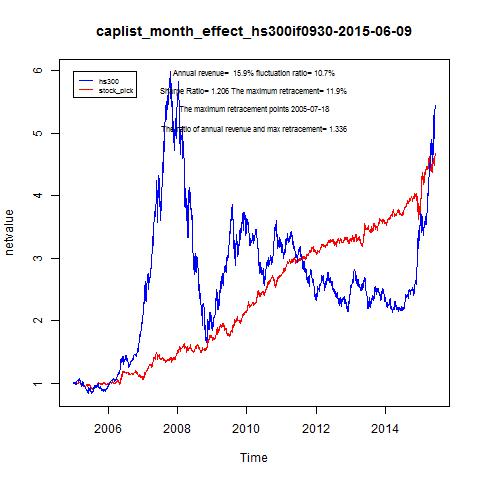 caplist_month_effect_hs300if0930-2015-06-09
Annual revenue= 15.9% fluctuation ratio= 10.7%
hs300
stock_pick
Sharpe Ratio= 1.206 The maximum retracement= 11.9%
The maximum retracement points 2005-07-18
The ratio of annual revenue and max retracement= 1.336
netvalue
6
5
4
3
2
1
2006 2008 2010 2012 2014
Time